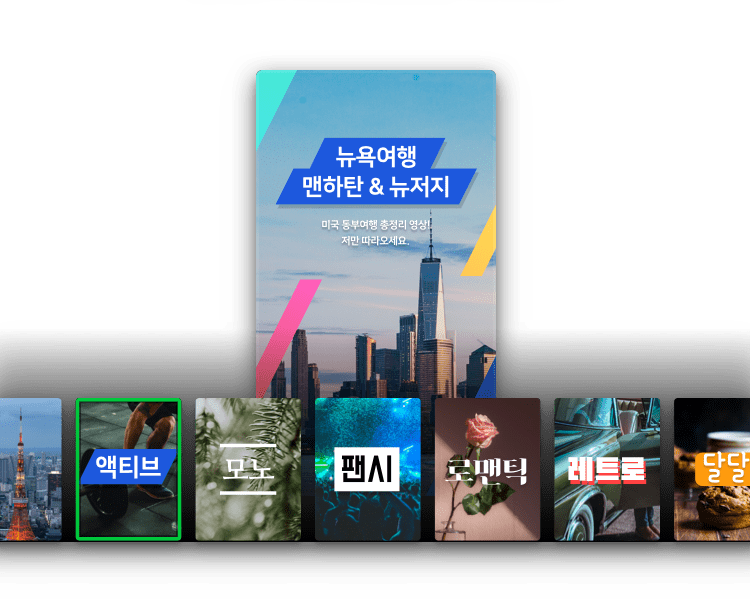 뉴욕여행
맨하탄 & 뉴저지
미국 동부여행 총정리 영상!
저만 따라오세요.
액티브
모노
팬시
로맨틱
레트로
달달